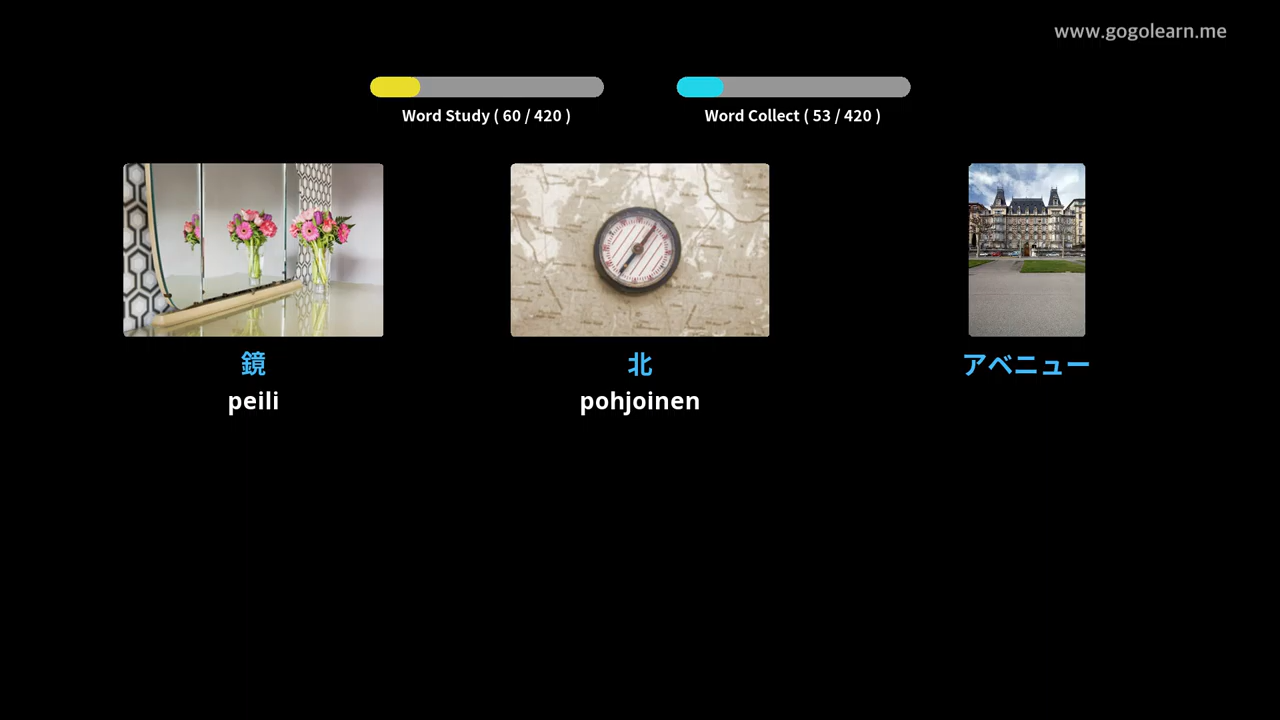 www.gogolearn.me
Word Study ( 60 / 420 )
Word Collect ( 53 / 420 )
鏡
peili
北
pohjoinen
アベニュー